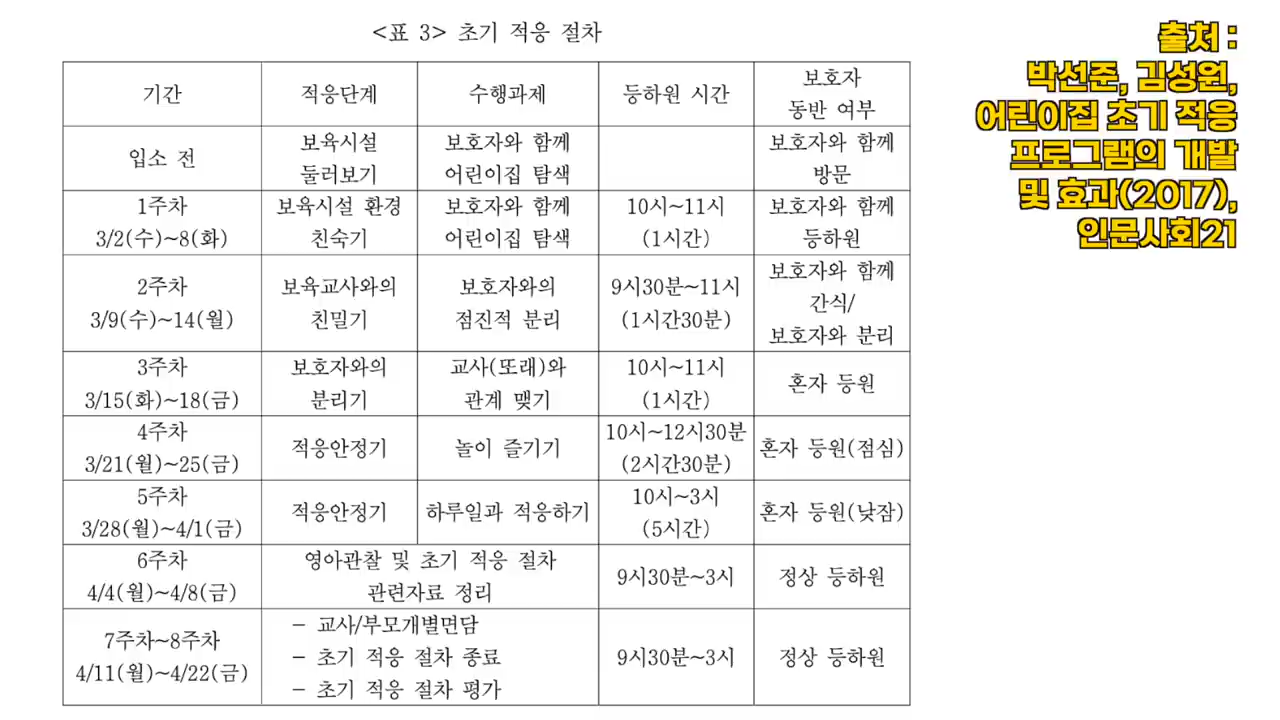 <표 3> 초기 적응 절차
기간 적응단계 수행과제 등하원 시간 보호자
동반 여부
입소 전 보육시설
둘러보기 보호자와 함께
어린이집 탐색 보호자와 함께
방문
1주차
3/2(수)~8(화) 보육시설 환경
친숙기 보호자와 함께
어린이집 탐색 10시~11시
(1시간) 보호자와 함께
등하원
2주차
3/9(수)~14(월) 보육교사와의
친밀기 보호자와의
점진적 분리 9시30분~11시
(1시간30분) 보호자와 함께
간식/
보호자와 분리
3주차
3/15(화)~18(금) 보호자와의
분리기 교사(또래)와
관계 맺기 10시~11시
(1시간) 혼자 등원
4주차
3/21(월)~25(금) 적응안정기 놀이 즐기기 10시~12시30분
(2시간30분) 혼자 등원(점심)
5주차
3/28(월)~4/1(금) 적응안정기 하루일과 적응하기 10시~3시
(5시간) 혼자 등원(낮잠)
6주차
4/4(월)~4/8(금) 영아관찰 및 초기 적응 절차
관련자료 정리 9시30분~3시 정상 등하원
7주차~8주차
4/11(월)~4/22(금) - 교사/부모개별면담
- 초기 적응 절차 종료
- 초기 적응 절차 평가 9시30분~3시 정상 등하원
출처 :
박선준, 김성원,
어린이집 초기 적응
프로그램의 개발
및 효과(2017),
인문사회21